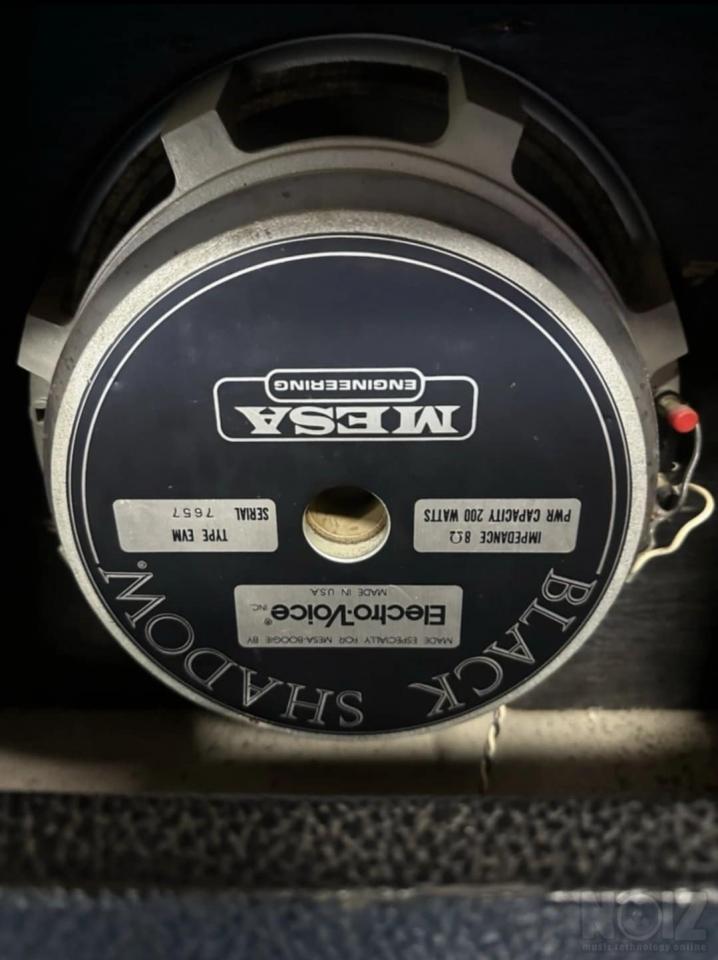 BLACK SHADOW®
MADE ESPECIALLY FOR MESA-BOOGIE BY
Electro-Voice® INC.
MADE IN U.S.A.
IMPEDANCE 8Ω
PWR CAPACITY 200 WATTS
TYPE EVM
SERIAL 7657
MESA
ENGINEERING
NOIZ
music technology online